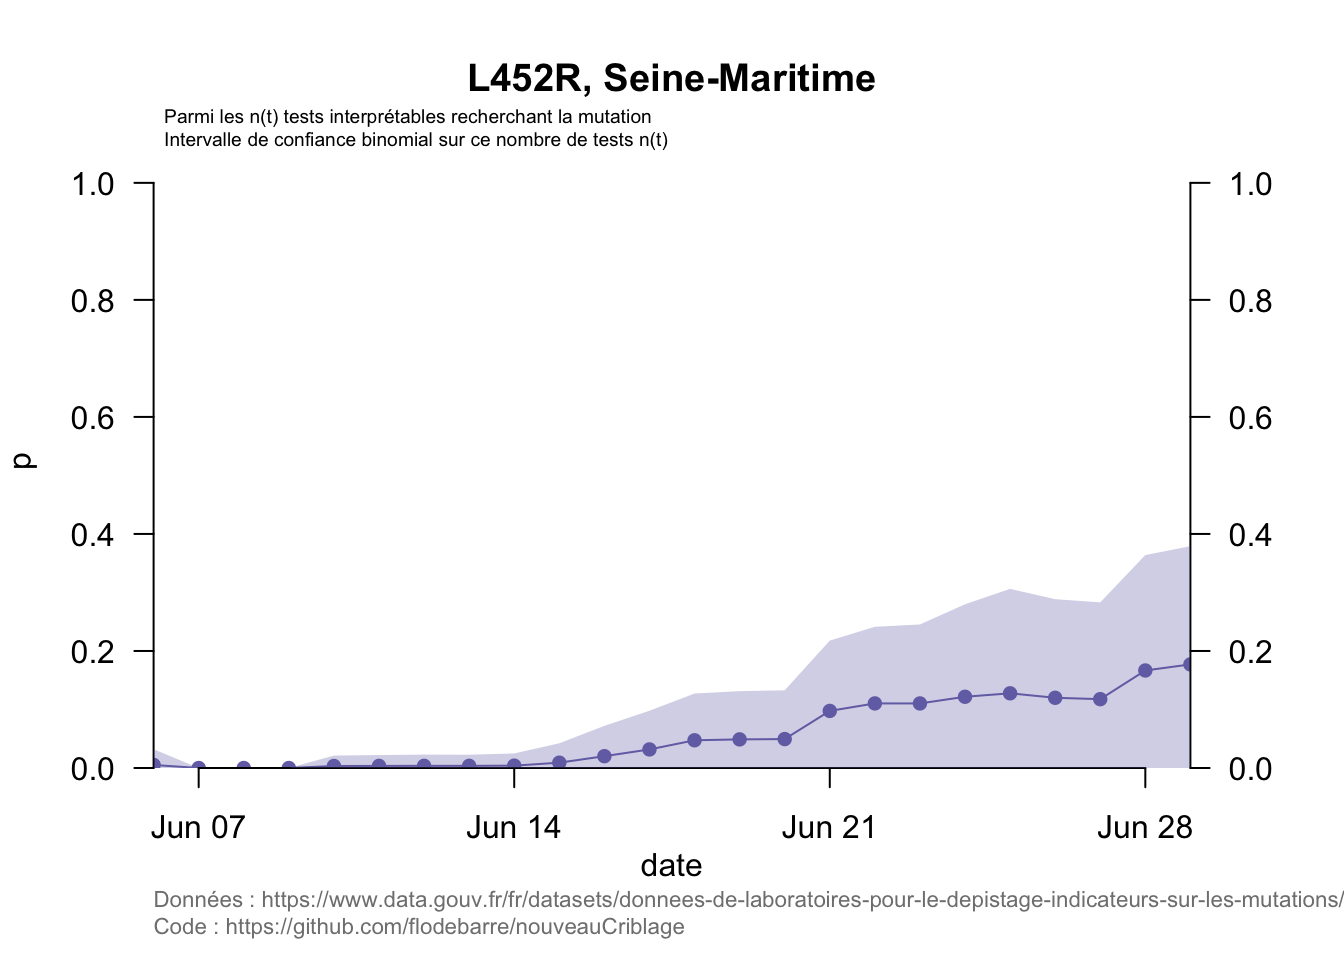 L452R, Seine-Maritime
Parmi les n(t) tests interprétables recherchant la mutation
Intervalle de confiance binomial sur ce nombre de tests n(t)
1.0 1.0
0.8 0.8
0.6 0.6
p
0.4 0.4
0.2 0.2
0.0 0.0
Jun 07 Jun 14 Jun 21 Jun 28
date
Données : https://www.data.gouv.fr/fr/datasets/donnees-de-laboratoires-pour-le-depistage-indicateurs-sur-les-mutations/
Code : https://github.com/flodebarre/nouveauCriblage